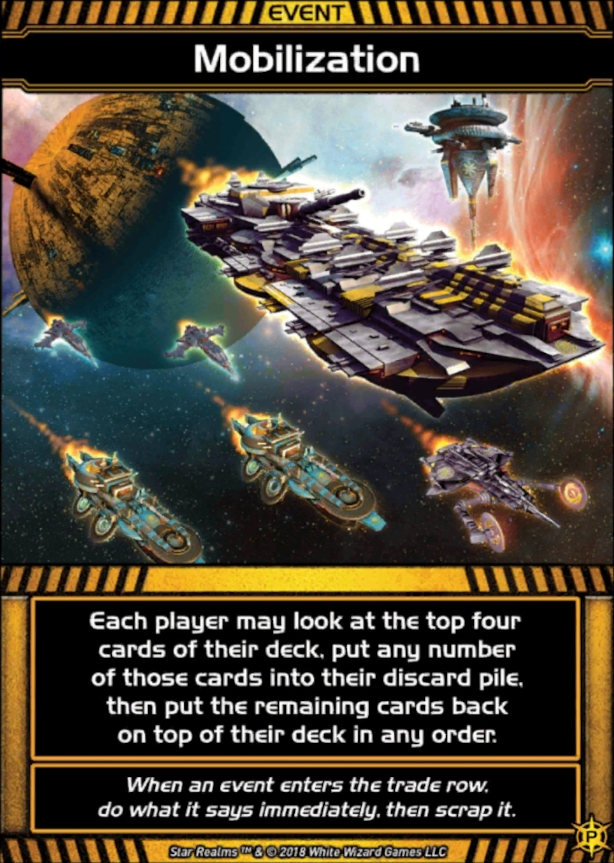 EVENT
Mobilization
Each player may look at the top four
cards of their deck, put any number
of those cards into their discard pile,
then put the remaining cards back
on top of their deck in any order.
When an event enters the trade row,
do what it says immediately, then scrap it.
P
Star Realms ™ & © 2018 White Wizard Games LLC